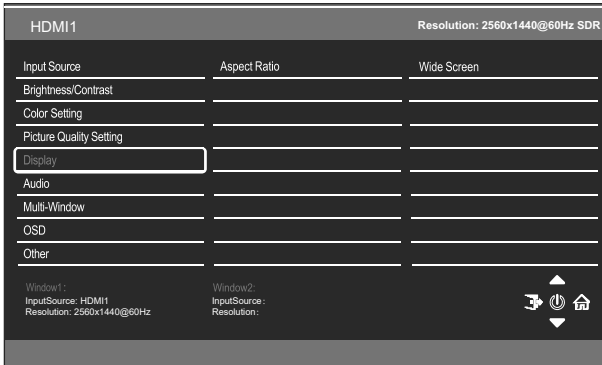 HDMI1 Resolution: 2560x1440@60Hz SDR
Input Source Aspect Ratio Wide Screen
Brightness/Contrast
Color Setting
Picture Quality Setting
Display
Audio
Multi-Window
OSD
Other
Window1: Window2:
InputSource: HDMI1 InputSource:
Resolution: 2560x1440@60Hz Resolution: